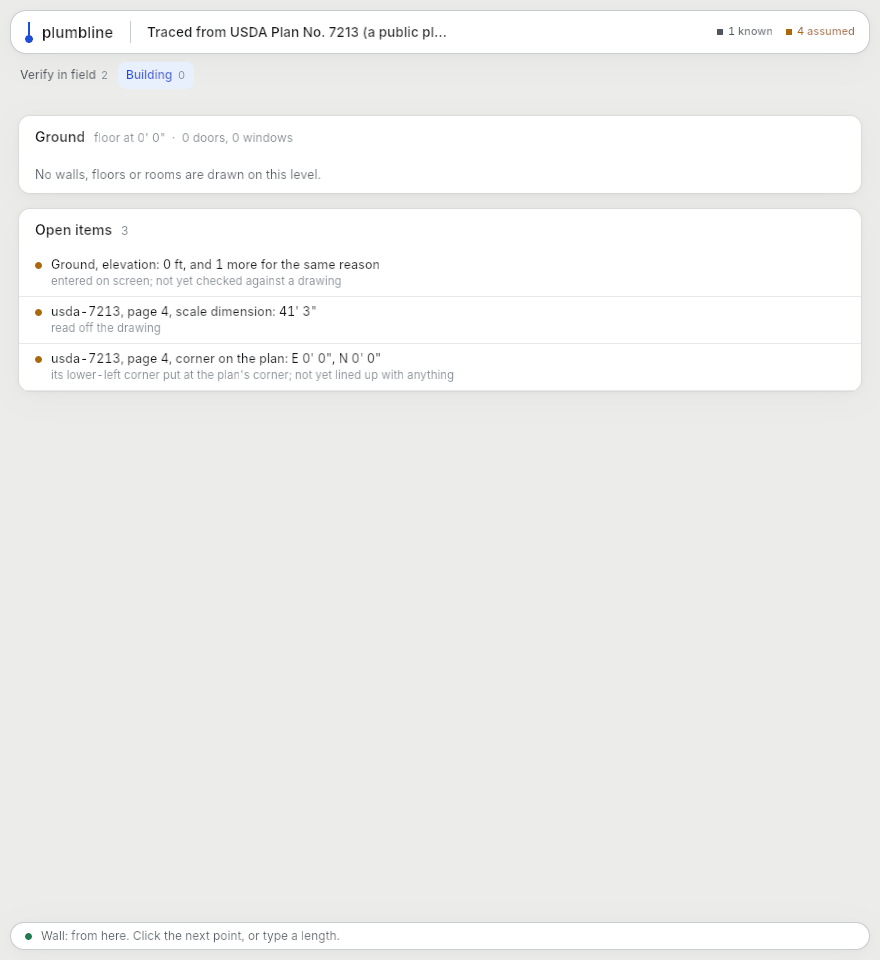 plumbline
Traced from USDA Plan No. 7213 (a public pl...
1 known
4 assumed
Verify in field 2
Building 0
Ground floor at 0' 0" · 0 doors, 0 windows
No walls, floors or rooms are drawn on this level.
Open items 3
Ground, elevation: 0 ft, and 1 more for the same reason
entered on screen; not yet checked against a drawing
usda-7213, page 4, scale dimension: 41' 3"
read off the drawing
usda-7213, page 4, corner on the plan: E 0' 0", N 0' 0"
its lower-left corner put at the plan's corner; not yet lined up with anything
Wall: from here. Click the next point, or type a length.